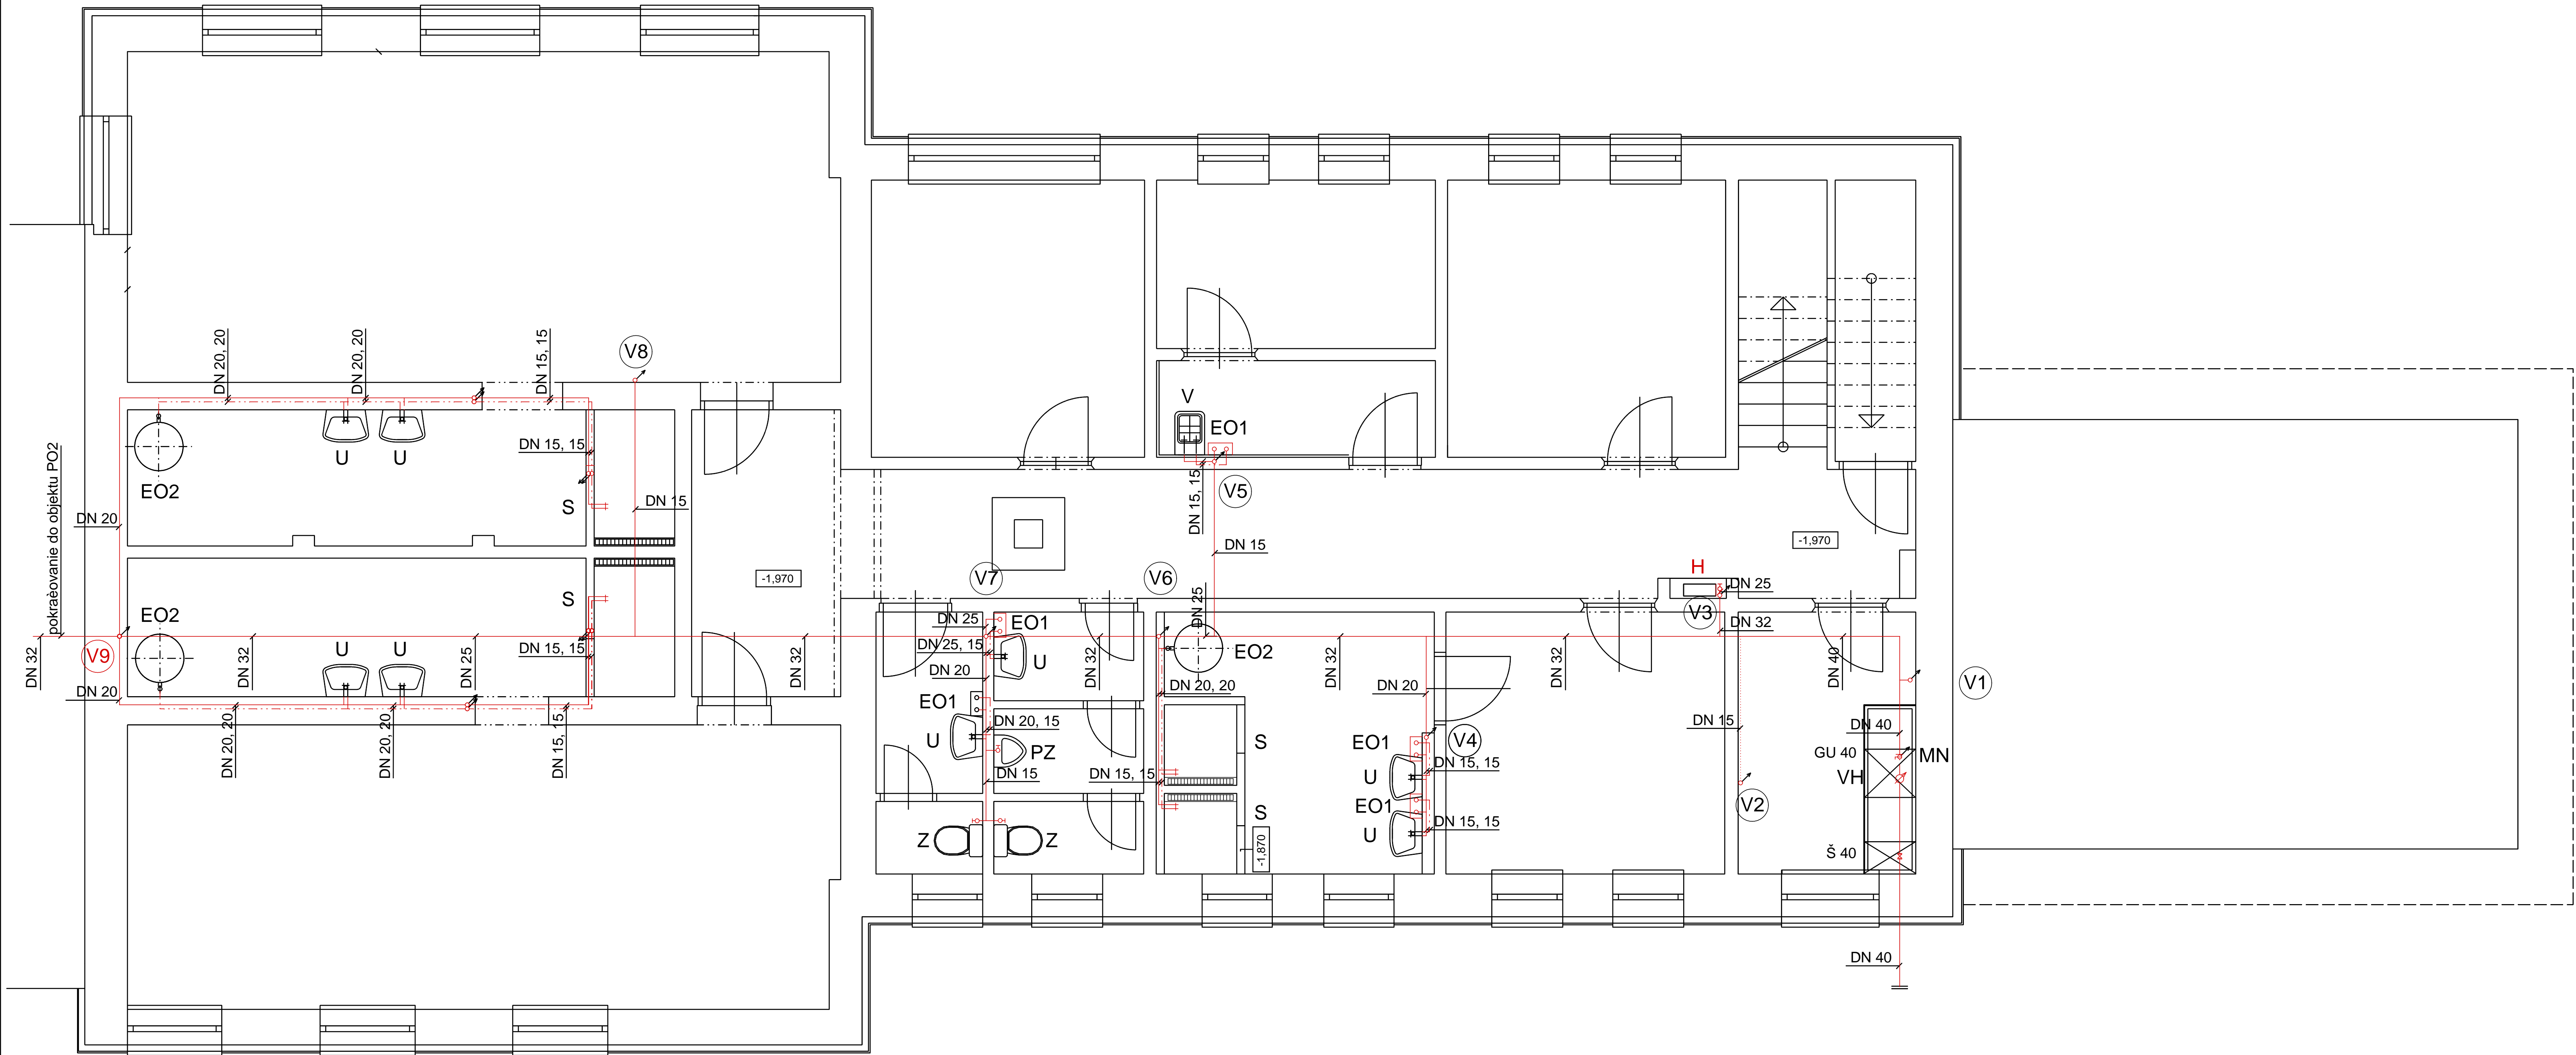 DN 20, 20
DN 20, 20
DN 15, 15
V8
V
EO1
U
U
DN 15, 15
EO2
S
DN 15
pokraèovanie do objektu PO2
DN 20
V5
DN 15, 15
DN 15
-1,970
-1,970
V7
V6
H
DN 25
V3
DN 25
DN 32
EO2
S
DN 25
EO1
DN 25, 15
U
DN 20
DN 32
V9
DN 32
DN 32
U
U
DN 25
DN 15, 15
DN 32
DN 32
EO2
DN 20, 20
DN 32
DN 20
DN 32
DN 40
V1
DN 20
EO1
U
DN 20, 15
PZ
DN 15
DN 15, 15
S
S
EO1
U
V4
DN 15, 15
EO1
U
DN 15, 15
DN 15
V2
DN 40
GU 40
VH
MN
Š 40
DN 20, 20
DN 20, 20
DN 15, 15
Z
Z
-1,870
DN 40